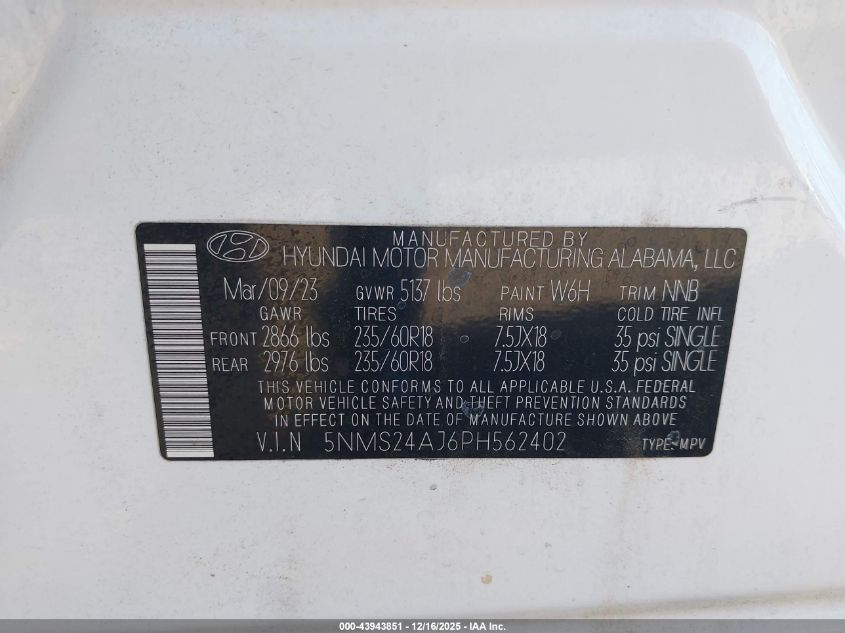 MANUFACTURED BY
HYUNDAI MOTOR MANUFACTURING ALABAMA, LLC
Mar/09/23 GVWR 5137 lbs PAINT W6H TRIM NNB
GAWR TIRES RIMS COLD TIRE INFL
FRONT 2866 lbs 235/60R18 7.5JX18 35 psi SINGLE
REAR 2976 lbs 235/60R18 7.5JX18 35 psi SINGLE
THIS VEHICLE CONFORMS TO ALL APPLICABLE U.S.A. FEDERAL
MOTOR VEHICLE SAFETY AND THEFT PREVENTION STANDARDS
IN EFFECT ON THE DATE OF MANUFACTURE SHOWN ABOVE
V.I.N 5NMS24AJ6PH562402 TYPE: MPV
000-43943851 - 12/16/2025 - IAA Inc.